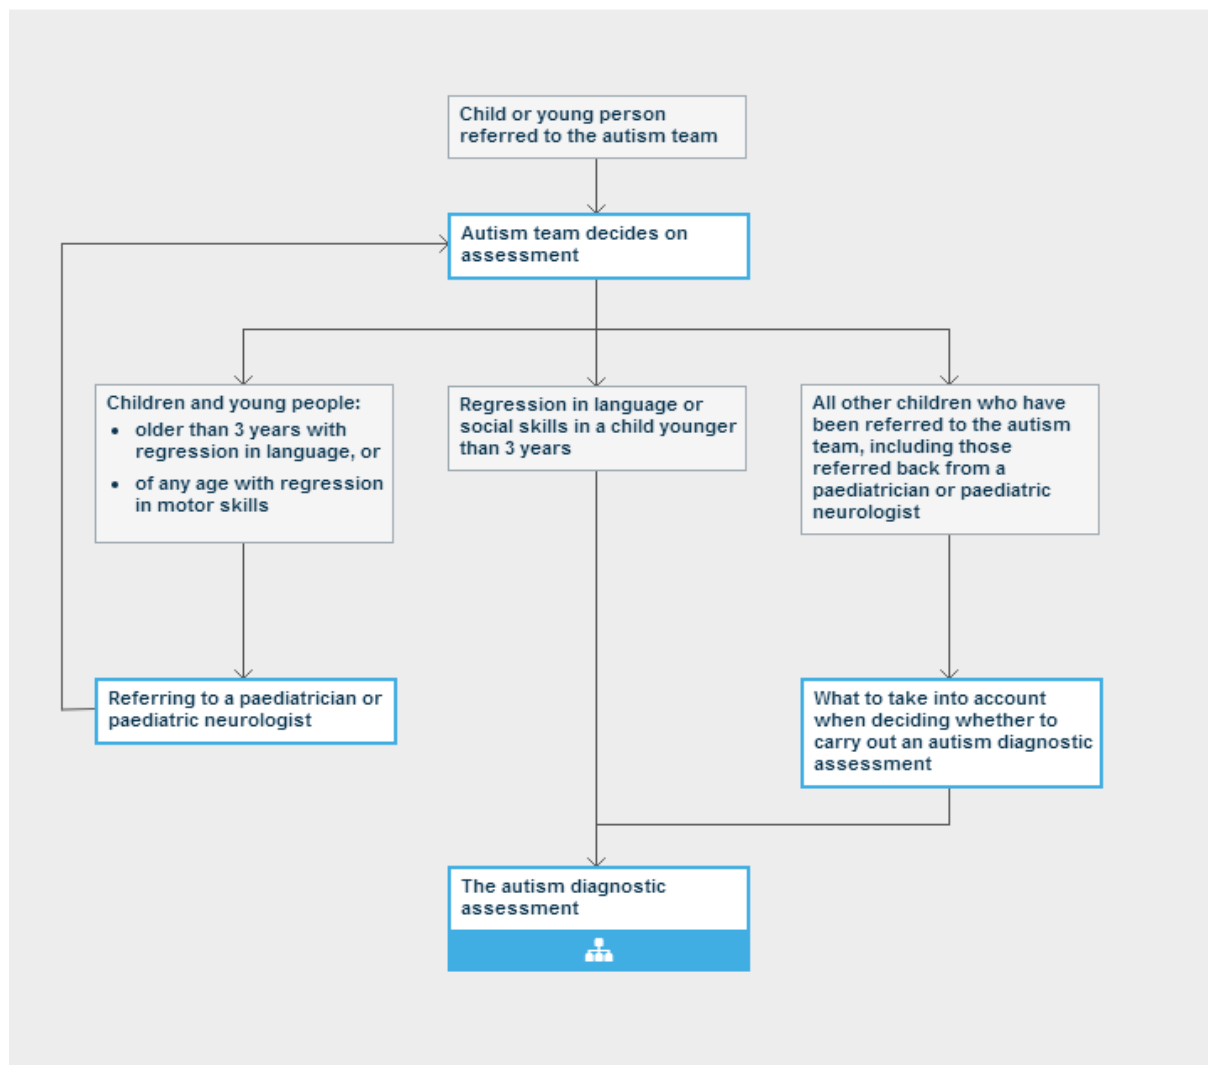 Child or young person
referred to the autism team
Autism team decides on
assessment
Children and young people:
• older than 3 years with
regression in language, or
• of any age with regression
in motor skills
Regression in language or
social skills in a child younger
than 3 years
All other children who have
been referred to the autism
team, including those
referred back from a
paediatrician or paediatric
neurologist
Referring to a paediatrician or
paediatric neurologist
What to take into account
when deciding whether to
carry out an autism diagnostic
assessment
The autism diagnostic
assessment